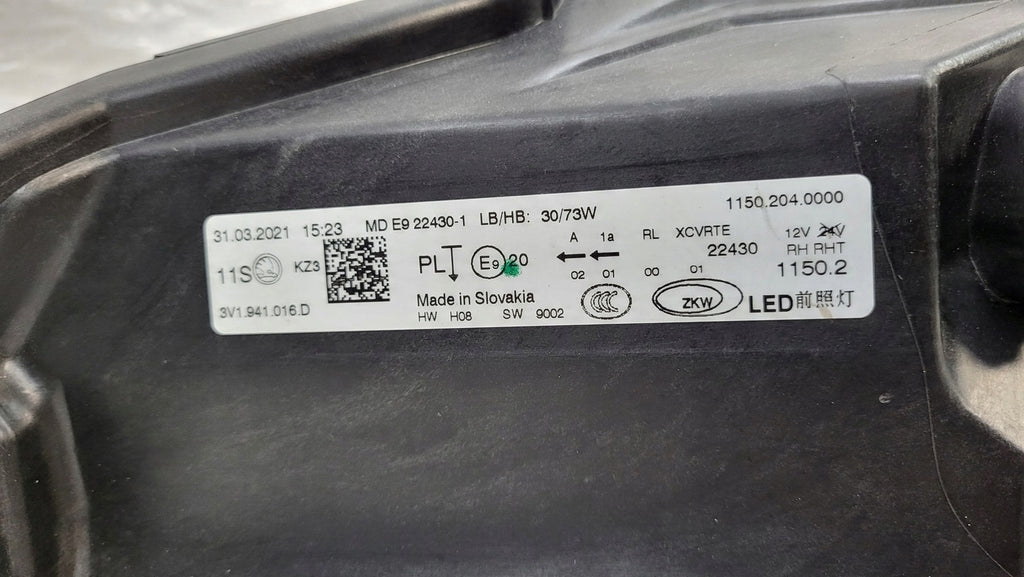 31.03.2021 15:23 MD E9 22430-1 LB/HB: 30/73W 1150.204.0000
11S KZ3 PL E9 20 A 1a RL XCVRTE 22430 12V 24V
RH RHT
02 01 00 01 1150.2
3V1.941.016.D Made in Slovakia CCC ZKW LED前照灯
HW H08 SW 9002